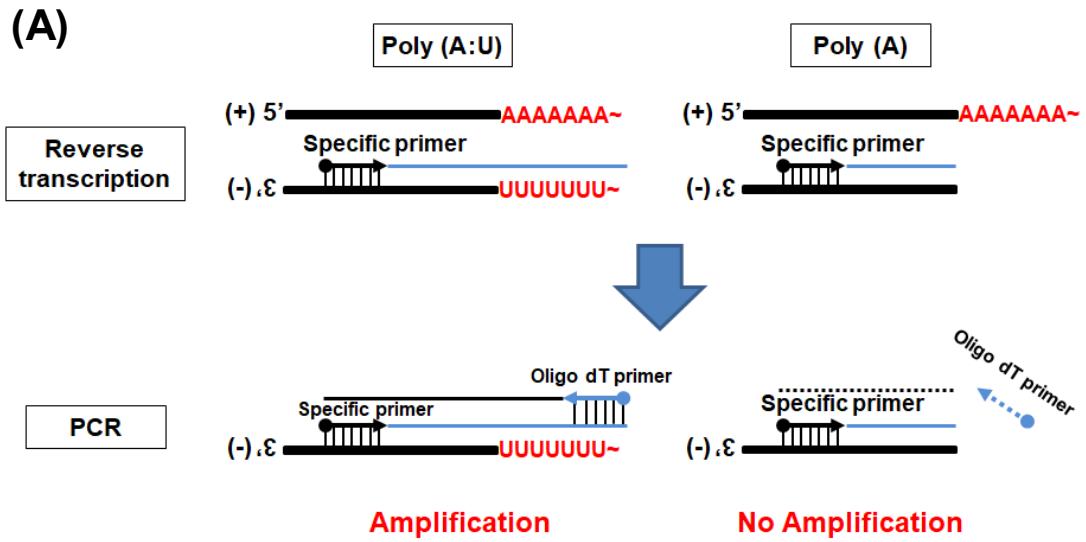 (A)
Poly (A:U)
Poly (A)
(+) 5’
AAAAAAA~
(+) 5’
AAAAAAA~
Reverse
transcription
Specific primer
Specific primer
(-) ‚3
UUUUUUU~
(-) ‚3
Oligo dT primer
Oligo dT primer
PCR
Specific primer
Specific primer
(-) ‚3
UUUUUUU~
(-) ‚3
Amplification
No Amplification